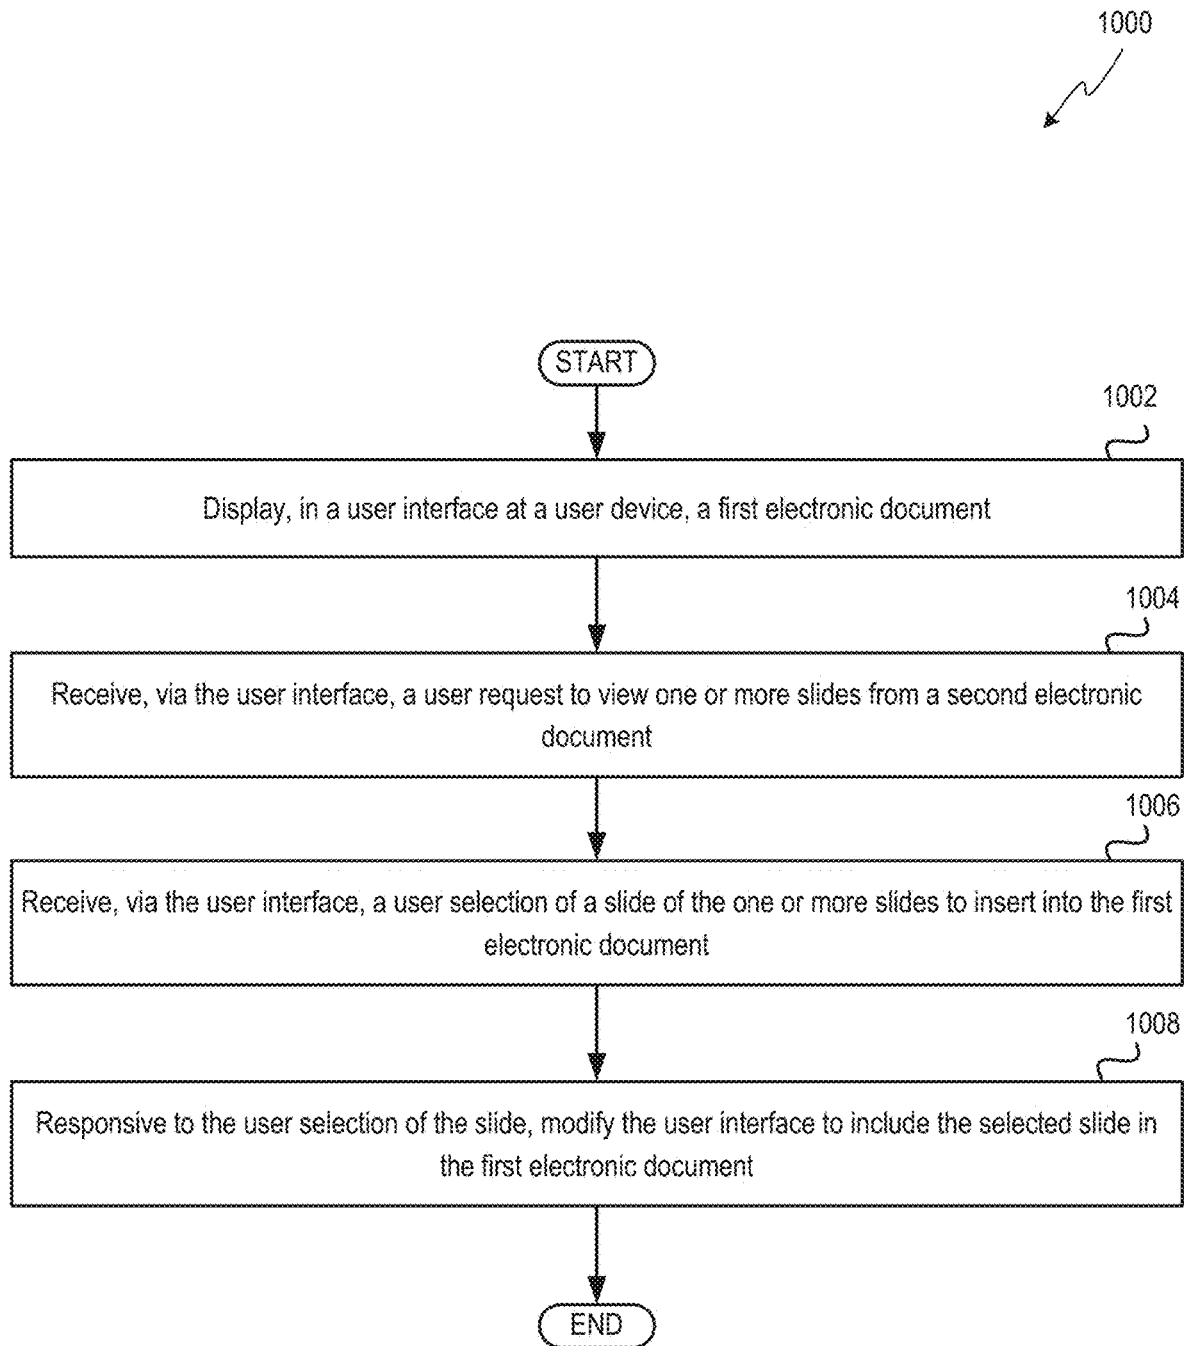 1000
START
1002
Display, in a user interface at a user device, a first electronic document
1004
Receive, via the user interface, a user request to view one or more slides from a second electronic
document
1006
Receive, via the user interface, a user selection of a slide of the one or more slides to insert into the first
electronic document
1008
Responsive to the user selection of the slide, modify the user interface to include the selected slide in
the first electronic document
END